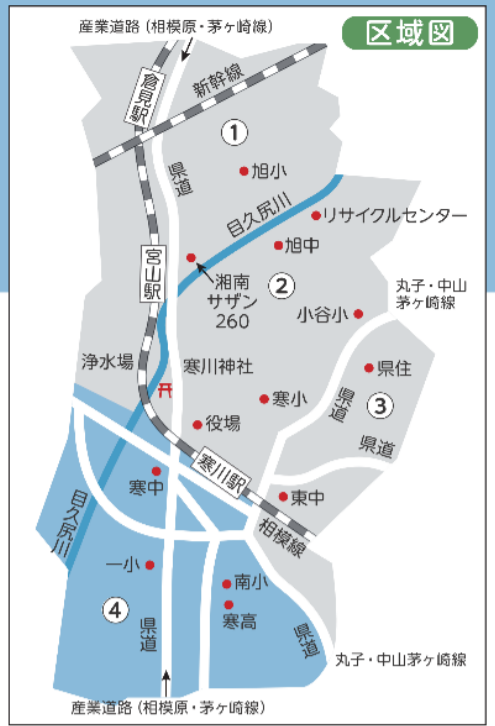 産業道路（相模原・茅ヶ崎線）
区域図
倉見駅
新幹線
①
県道
旭小
目久尻川
リサイクルセンター
旭中
宮山駅
湘南
サザン
260
②
丸子・中山
茅ヶ崎線
小谷小
浄水場
寒川神社
県住
県道
③
寒小
役場
県道
寒川駅
寒中
東中
目久尻川
相模線
一小
南小
④
寒高
県道
県道
丸子・中山茅ヶ崎線
産業道路（相模原・茅ヶ崎線）